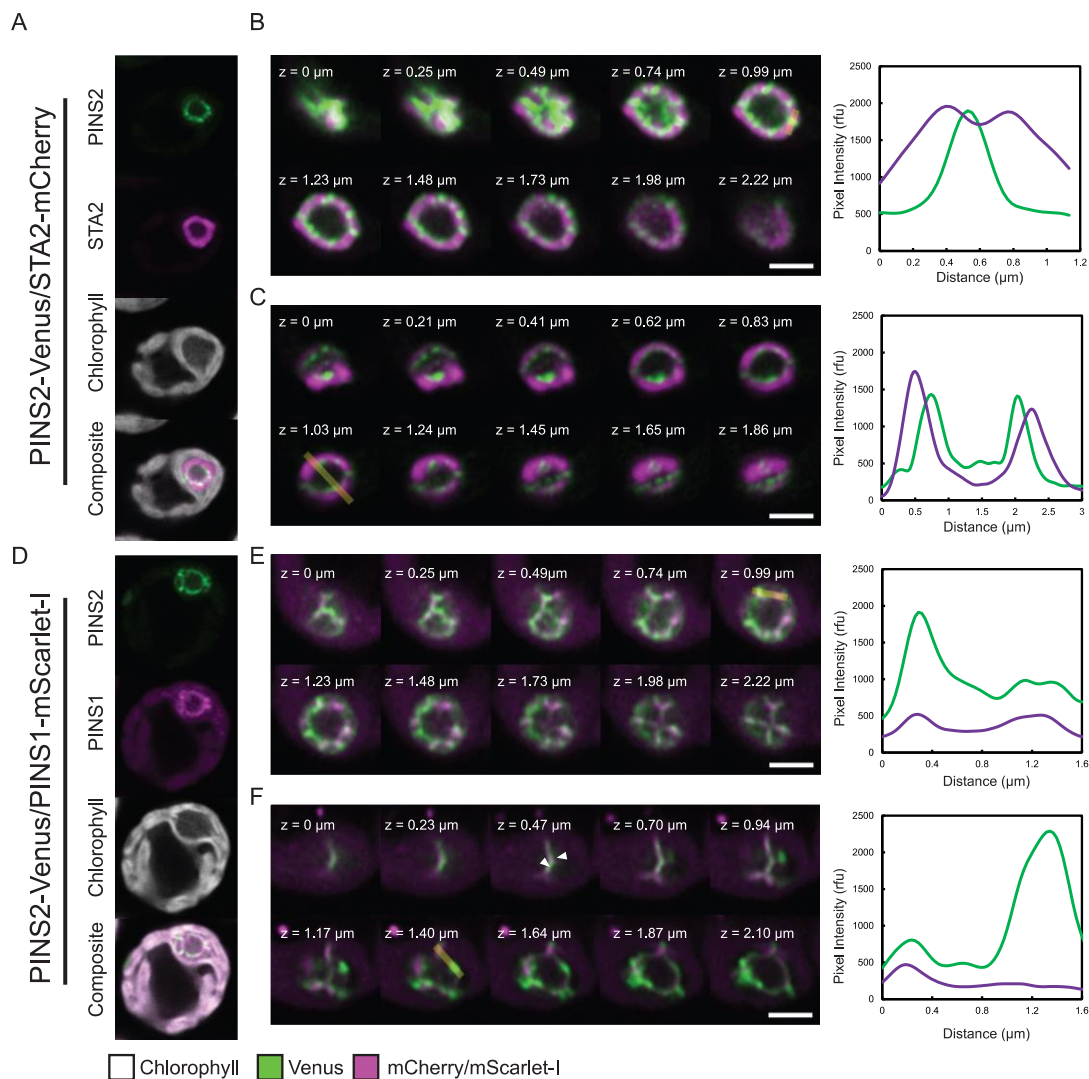 A
B
PINS2-Venus/STA2-mCherry
PINS2
STA2
Chlorophyll
Composite
z = 0 µm
z = 0.25 µm
z = 0.49 µm
z = 0.74 µm
z = 0.99 µm
z = 1.23 µm
z = 1.48 µm
z = 1.73 µm
z = 1.98 µm
z = 2.22 µm
Pixel Intensity (rfu)
2500
2000
1500
1000
500
0
0
0.2
0.4
0.6
0.8
1
1.2
Distance (µm)
C
z = 0 µm
z = 0.21 µm
z = 0.41 µm
z = 0.62 µm
z = 0.83 µm
z = 1.03 µm
z = 1.24 µm
z = 1.45 µm
z = 1.65 µm
z = 1.86 µm
Pixel Intensity (rfu)
2500
2000
1500
1000
500
0
0
0.5
1
1.5
2
2.5
3
Distance (µm)
D
PINS2-Venus/PINS1-mScarlet-I
PINS2
PINS1
Chlorophyll
Composite
E
z = 0 µm
z = 0.25 µm
z = 0.49µm
z = 0.74 µm
z = 0.99 µm
z = 1.23 µm
z = 1.48 µm
z = 1.73 µm
z = 1.98 µm
z = 2.22 µm
Pixel Intensity (rfu)
2500
2000
1500
1000
500
0
0
0.4
0.8
1.2
1.6
Distance (µm)
F
z = 0 µm
z = 0.23 µm
z = 0.47 µm
z = 0.70 µm
z = 0.94 µm
z = 1.17 µm
z = 1.40 µm
z = 1.64 µm
z = 1.87 µm
z = 2.10 µm
Pixel Intensity (rfu)
2500
2000
1500
1000
500
0
0
0.4
0.8
1.2
1.6
Distance (µm)
Chlorophyll
Venus
mCherry/mScarlet-I